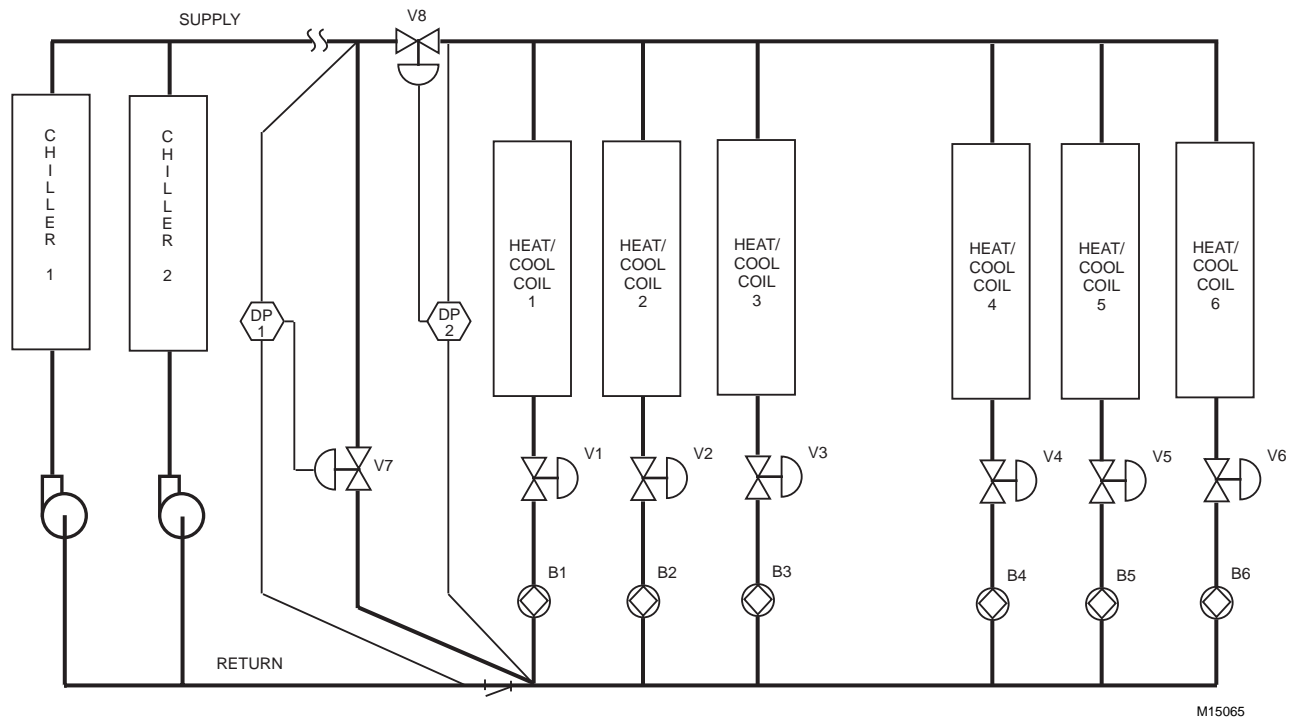 V8
SUPPLY
C
H
I
L
L
E
R
1
C
H
I
L
L
E
R
2
DP
1
DP
2
HEAT/
COOL
COIL
1
HEAT/
COOL
COIL
2
HEAT/
COOL
COIL
3
HEAT/
COOL
COIL
4
HEAT/
COOL
COIL
5
HEAT/
COOL
COIL
6
V7
V1
V2
V3
V4
V5
V6
B1
B2
B3
B4
B5
B6
RETURN
M15065